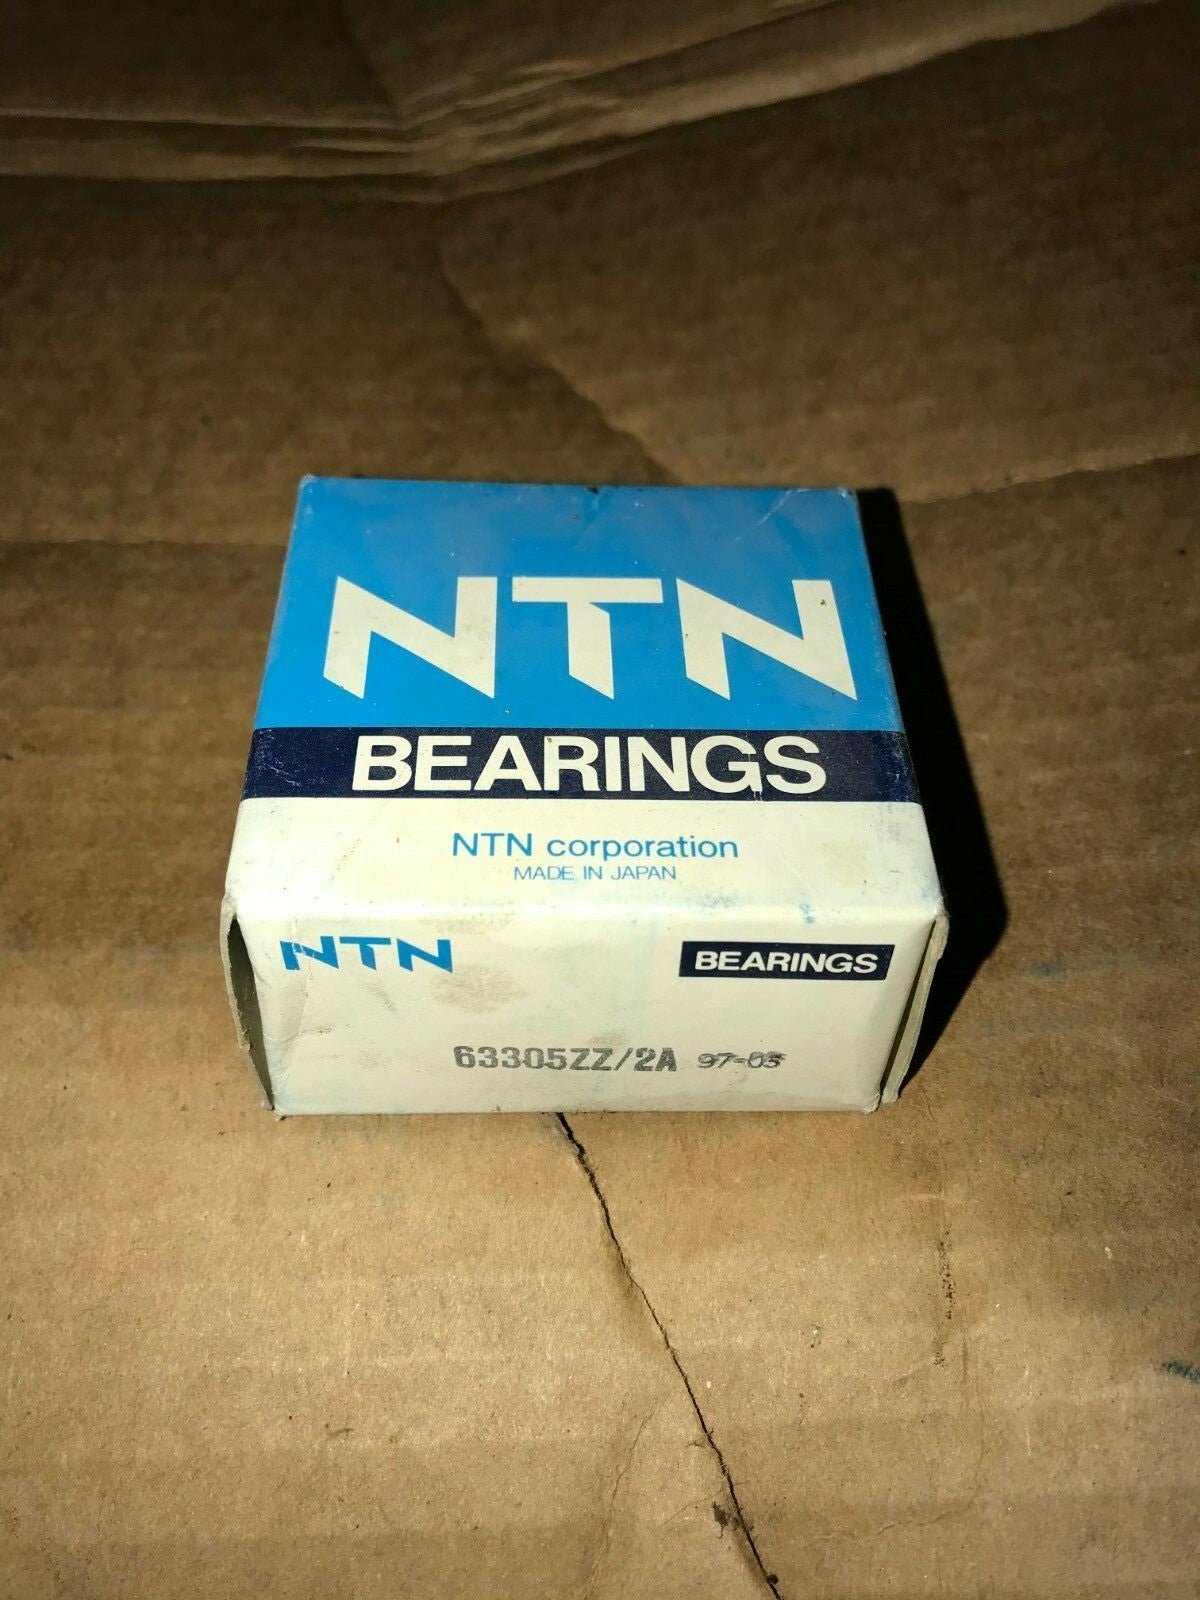 NTN
BEARINGS
NTN corporation
MADE IN JAPAN
NTN BEARINGS
63305ZZ/2A 97-05